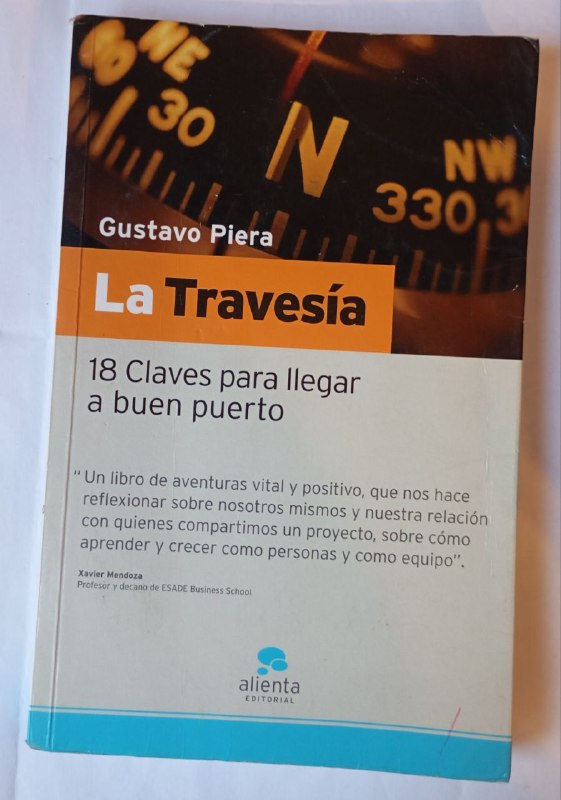 NE
60
30
N
NW
330
3
Gustavo Piera
La Travesía
18 Claves para llegar
a buen puerto
“Un libro de aventuras vital y positivo, que nos hace
reflexionar sobre nosotros mismos y nuestra relación
con quienes compartimos un proyecto, sobre cómo
aprender y crecer como personas y como equipo”.
Xavier Mendoza
Profesor y decano de ESADE Business School
alienta
EDITORIAL